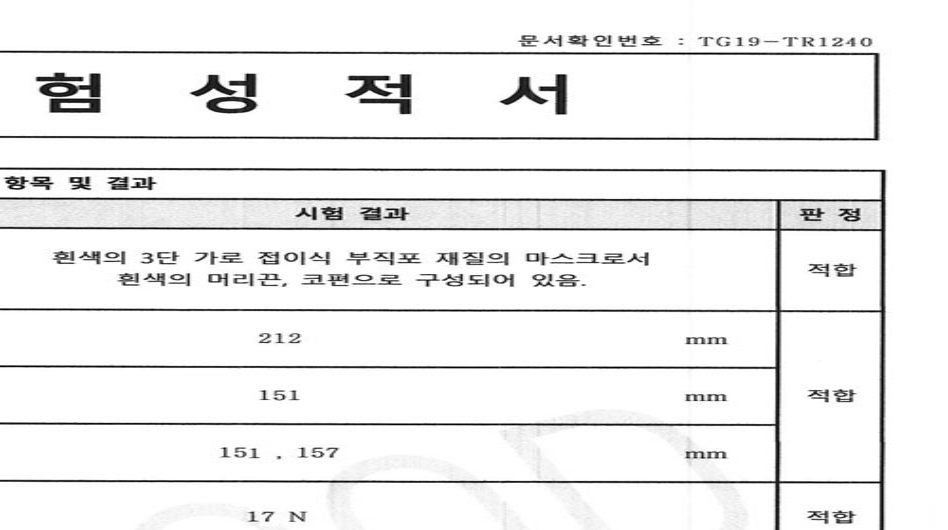 문서확인번호 : TG19-TR1240
험 성 적 서
항목 및 결과
시험 결과 판 정
흰색의 3단 가로 접이식 부직포 재질의 마스크로서
흰색의 머리끈, 코편으로 구성되어 있음.
적합
212 mm
151 mm
적합
151 , 157 mm
17 N 적합